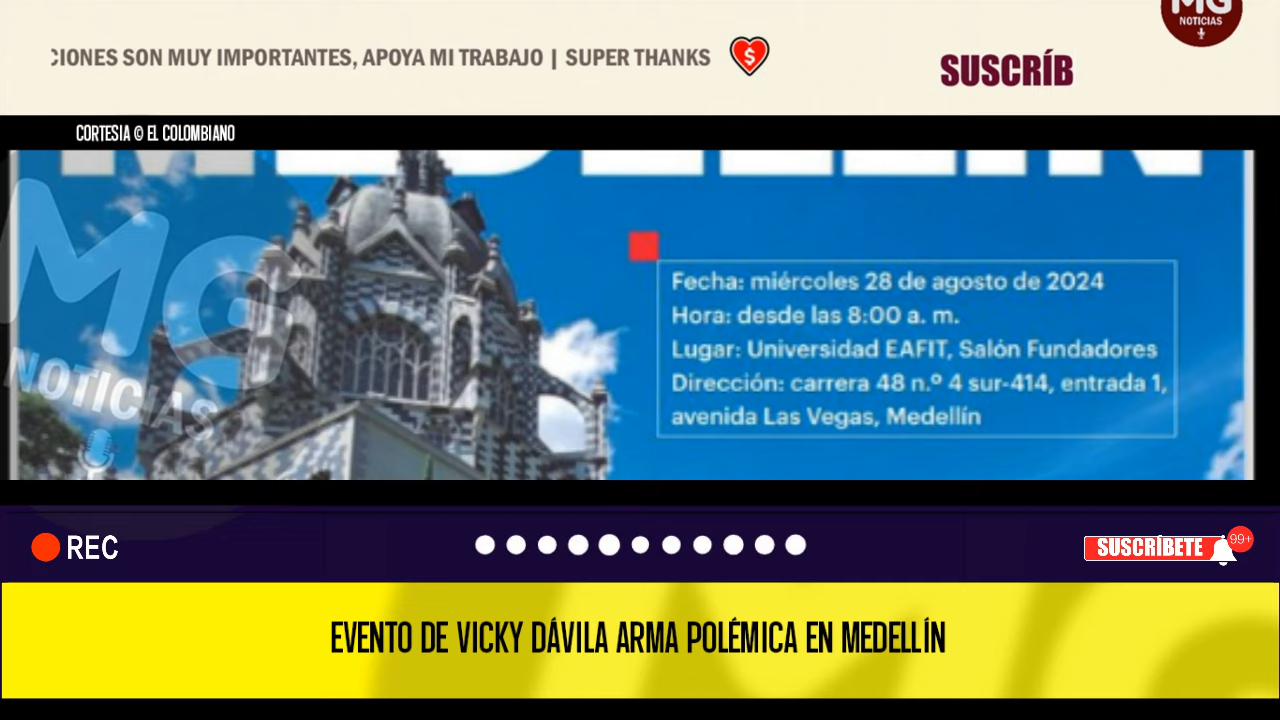 MG
NOTICIAS
CIONES SON MUY IMPORTANTES, APOYA MI TRABAJO | SUPER THANKS
$
SUSCRÍB
CORTESIA © EL COLOMBIANO
MEDELLÍN
MG
NOTICIAS
Fecha: miércoles 28 de agosto de 2024
Hora: desde las 8:00 a. m.
Lugar: Universidad EAFIT, Salón Fundadores
Dirección: carrera 48 n.º 4 sur-414, entrada 1,
avenida Las Vegas, Medellín
REC
SUSCRÍBETE
99+
EVENTO DE VICKY DÁVILA ARMA POLÉMICA EN MEDELLÍN